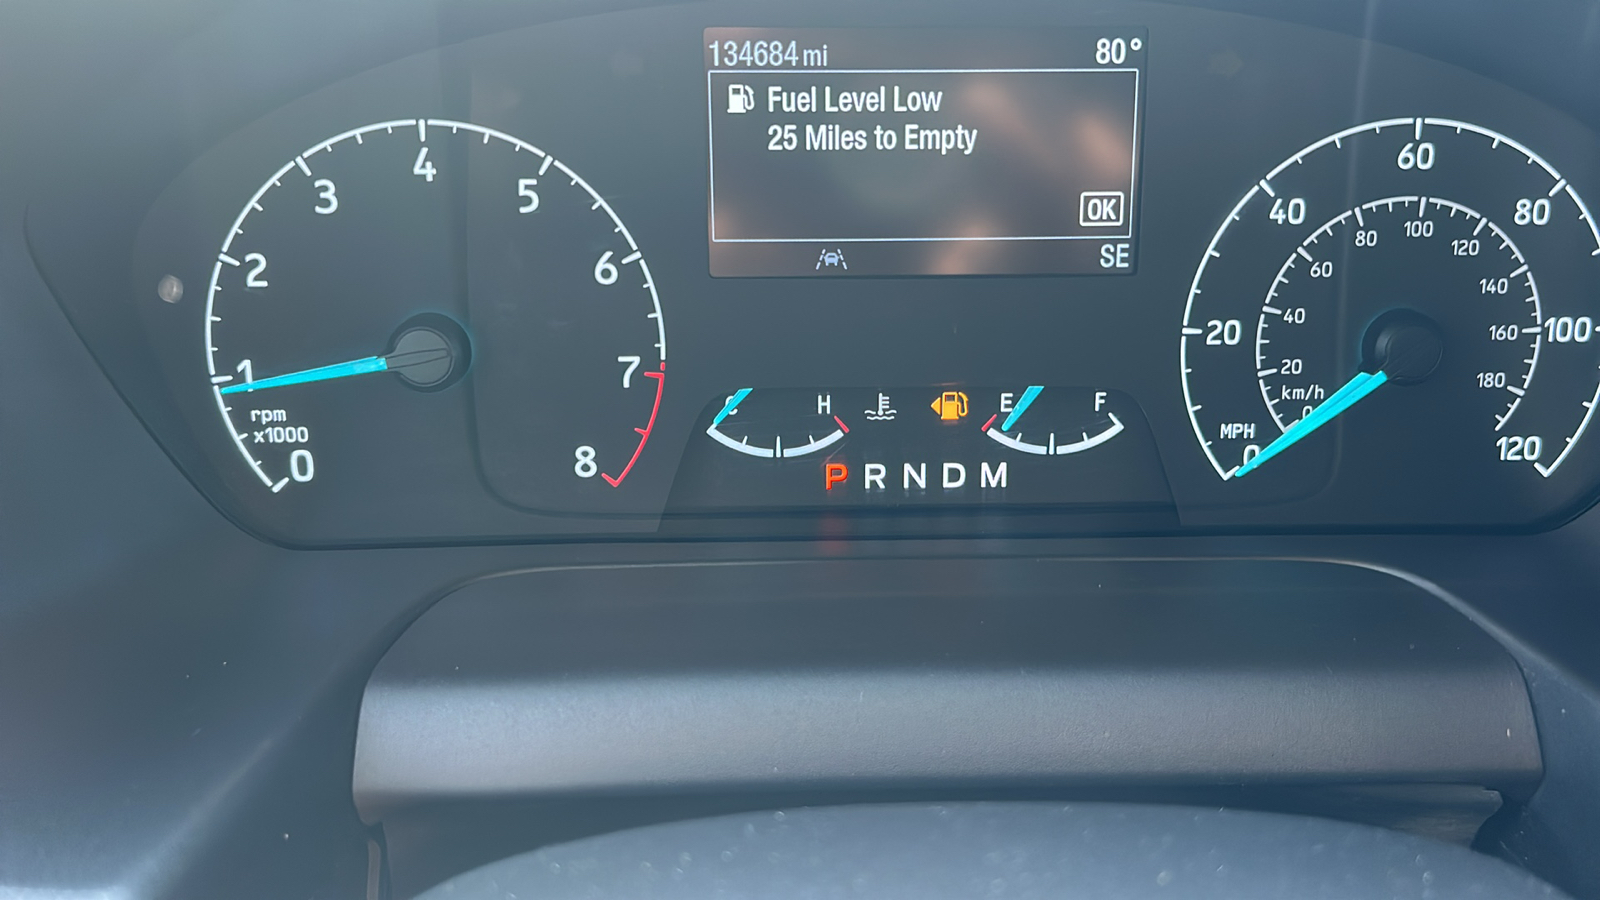 134684 mi 80°
Fuel Level Low
25 Miles to Empty
OK
SE
0 1 2 3 4 5 6 7 8
rpm
x1000
H
E F
P R N D M
0 20 40 60 80 100 120
MPH
0 20 40 60 80 100 120 140 160 180
km/h